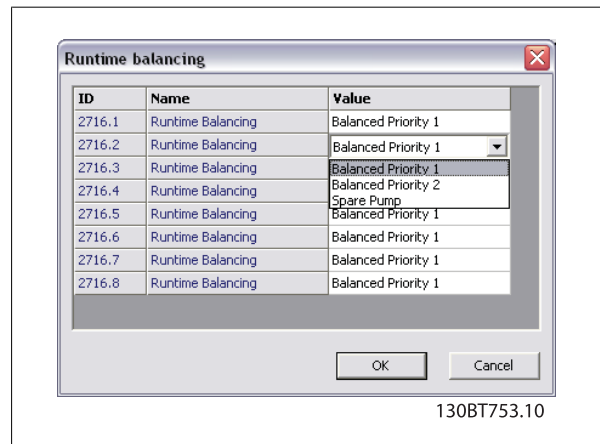 Runtime balancing
ID Name Value
2716.1 Runtime Balancing Balanced Priority 1
2716.2 Runtime Balancing Balanced Priority 1
2716.3 Runtime Balancing Balanced Priority 1
2716.4 Runtime Balancing Balanced Priority 2
Spare Pump
2716.5 Runtime Balancing Balanced Priority 1
2716.6 Runtime Balancing Balanced Priority 1
2716.7 Runtime Balancing Balanced Priority 1
2716.8 Runtime Balancing Balanced Priority 1
OK Cancel
130BT753.10